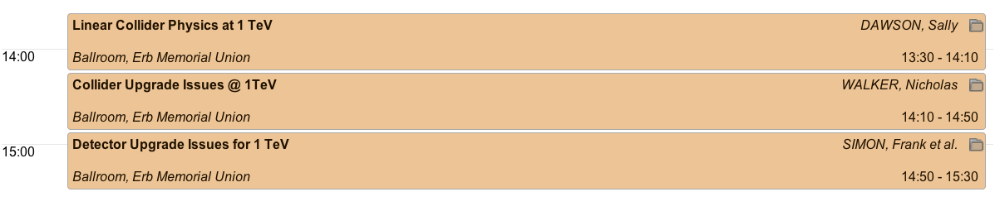 Linear Collider Physics at 1 TeV DAWSON, Sally
14:00 Ballroom, Erb Memorial Union 13:30 - 14:10
Collider Upgrade Issues @ 1TeV WALKER, Nicholas
Ballroom, Erb Memorial Union 14:10 - 14:50
15:00 Detector Upgrade Issues for 1 TeV SIMON, Frank et al.
Ballroom, Erb Memorial Union 14:50 - 15:30